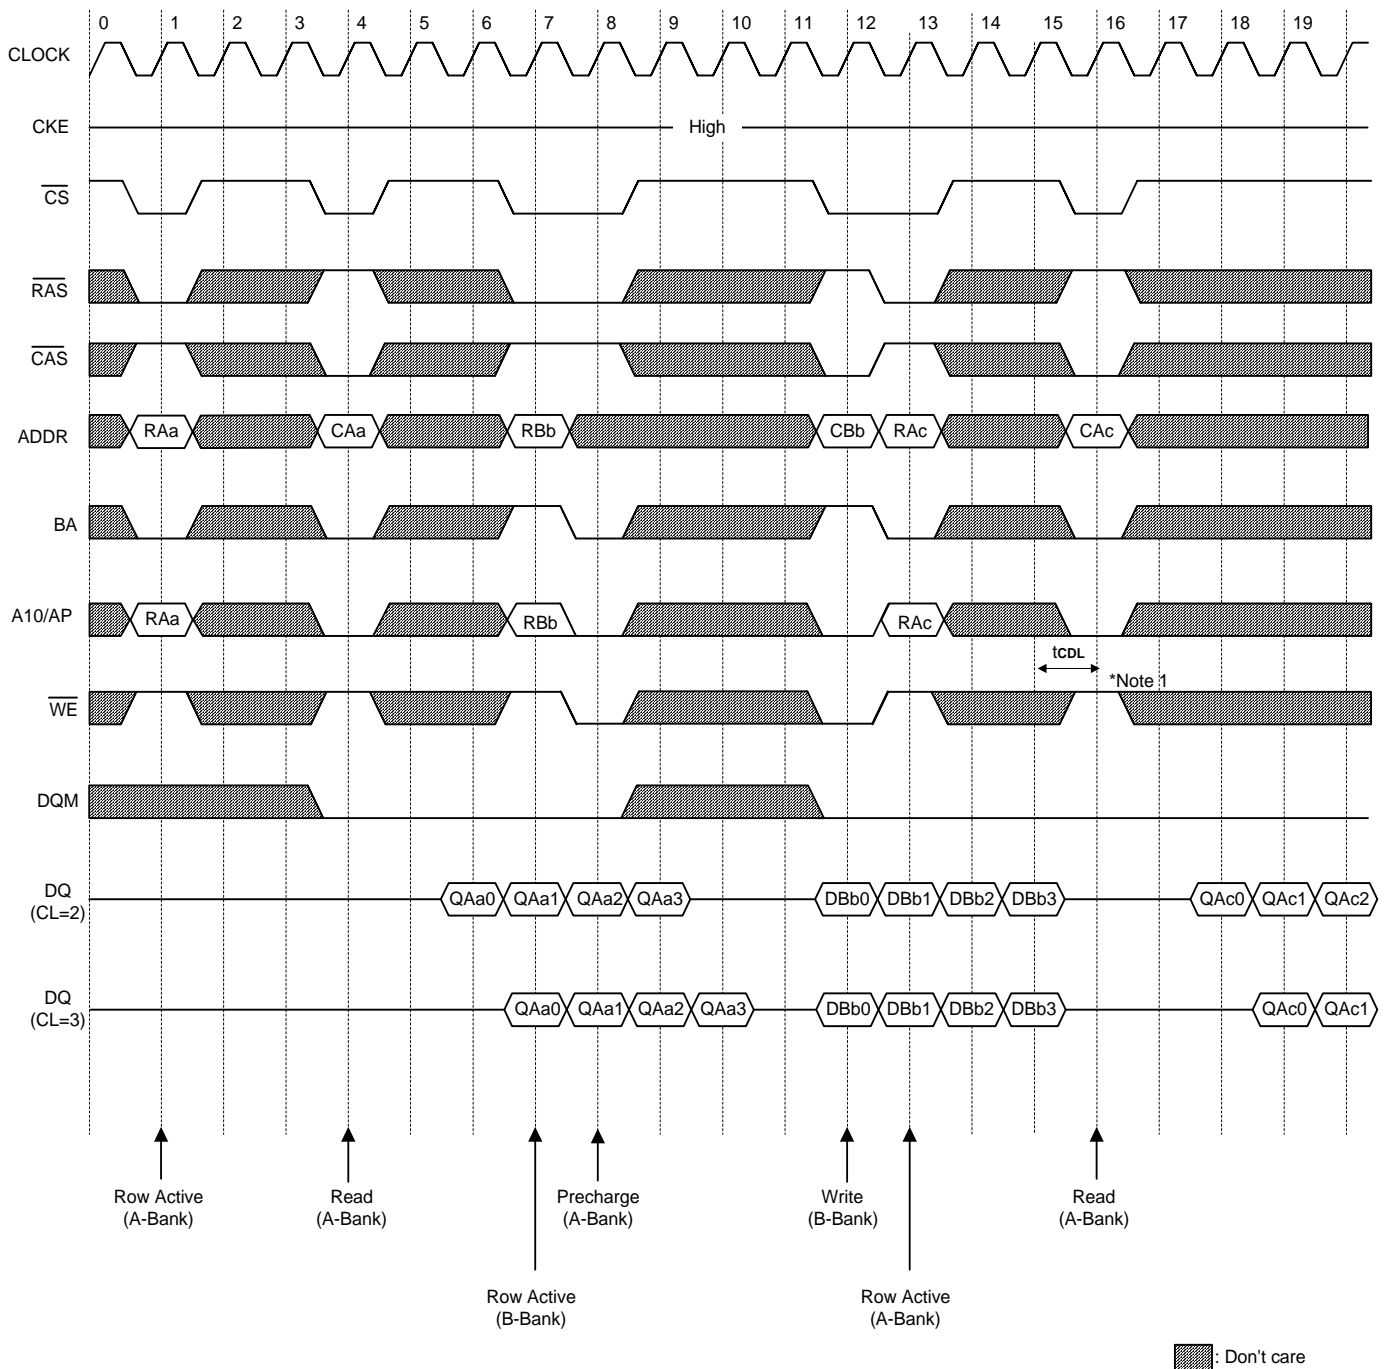 0 1 2 3 4 5 6 7 8 9 10 11 12 13 14 15 16 17 18 19
CLOCK
CKE
High
CS
RAS
CAS
ADDR
RAa CAa RBb CBb RAc CAc
BA
A10/AP
RAa RBb RAc
tCDL
*Note 1
WE
DQM
DQ
(CL=2)
QAa0 QAa1 QAa2 QAa3 DBb0 DBb1 DBb2 DBb3 QAc0 QAc1 QAc2
DQ
(CL=3)
QAa0 QAa1 QAa2 QAa3 DBb0 DBb1 DBb2 DBb3 QAc0 QAc1
Row Active
(A-Bank)
Read
(A-Bank)
Precharge
(A-Bank)
Write
(B-Bank)
Read
(A-Bank)
Row Active
(B-Bank)
Row Active
(A-Bank)
: Don't care